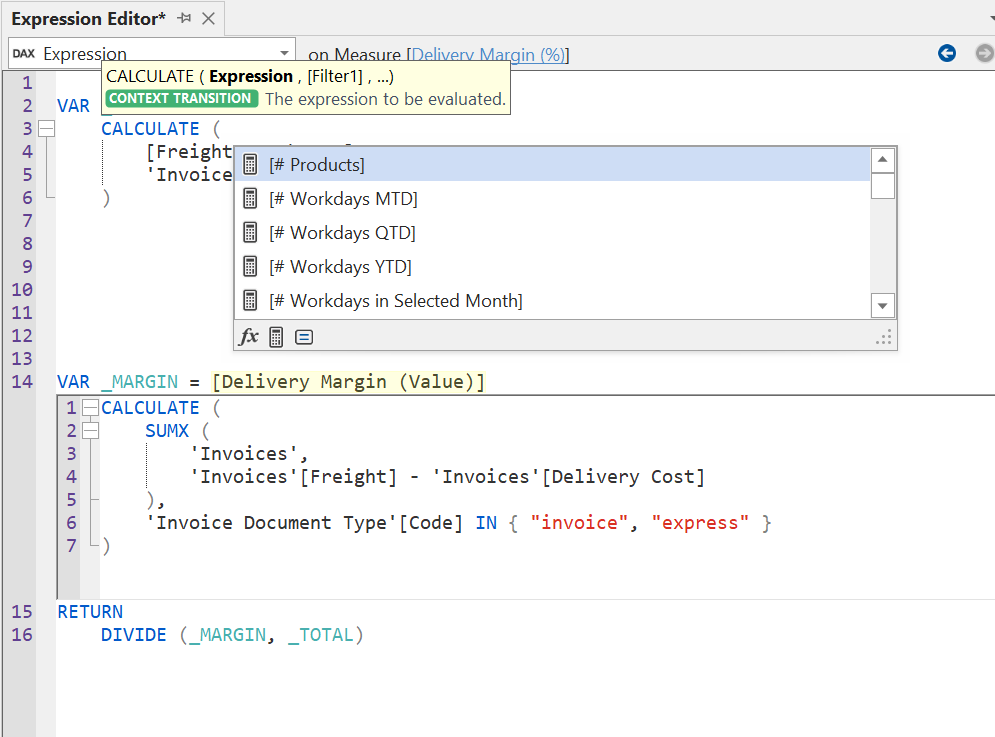 Expression Editor*
DAX Expression on Measure [Delivery Margin (%)]
CALCULATE ( Expression , [Filter1] , ...)
CONTEXT TRANSITION The expression to be evaluated.
1
2 VAR
3 CALCULATE (
4 [Freight
5 'Invoice
6 )
7
8
9
10
11
12
13
[# Products]
[# Workdays MTD]
[# Workdays QTD]
[# Workdays YTD]
[# Workdays in Selected Month]
fx
14 VAR _MARGIN = [Delivery Margin (Value)]
1 CALCULATE (
2 SUMX (
3 'Invoices',
4 'Invoices'[Freight] - 'Invoices'[Delivery Cost]
5 ),
6 'Invoice Document Type'[Code] IN { "invoice", "express" }
7 )
15 RETURN
16 DIVIDE (_MARGIN, _TOTAL)